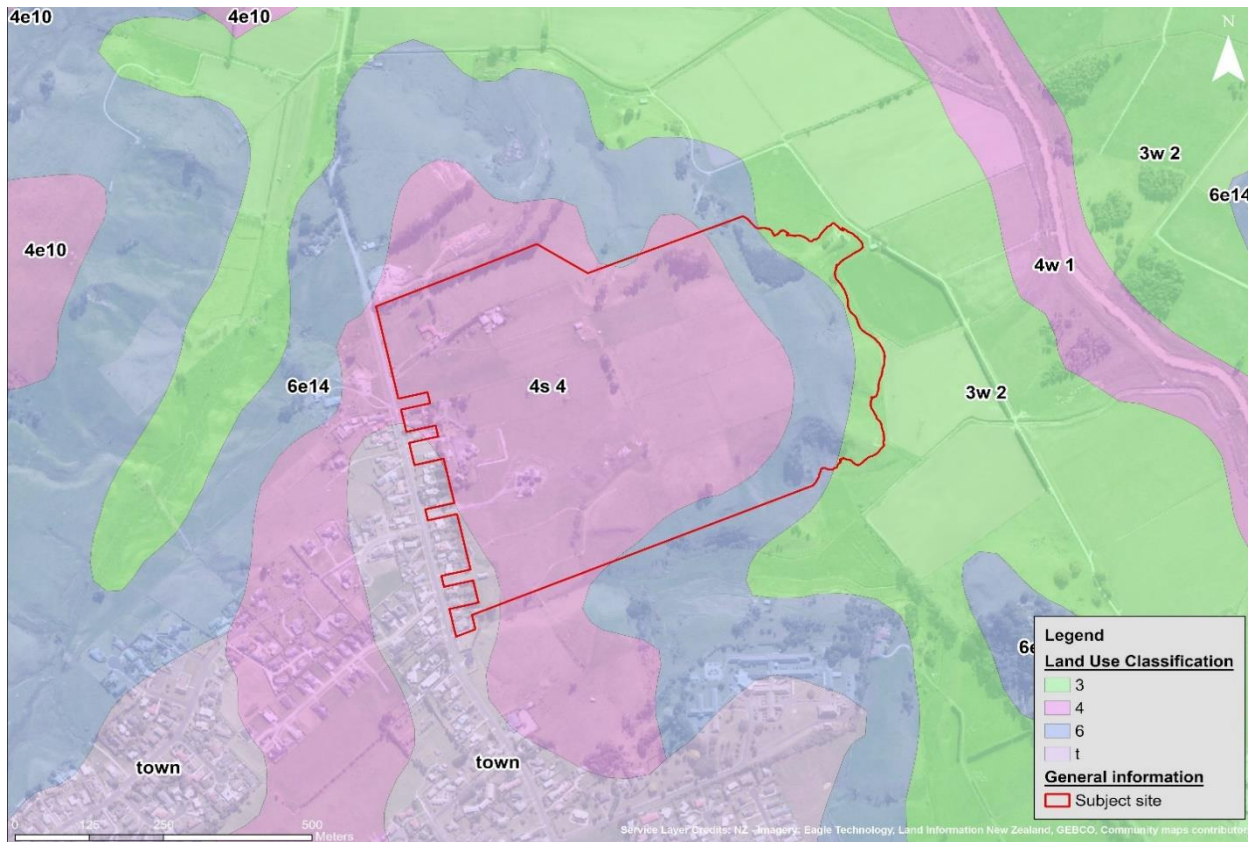 4e10
4e10
4e10
N
3w 2
6e14
4e10
4w 1
6e14
4s 4
3w 2
Legend
Land Use Classification
3
4
6
t
General information
Subject site
town
town
0 125 250 500
Meters
Service Layer Credits: NZ - Imagery: Eagle Technology, Land Information New Zealand, GEBCO, Community maps contributor